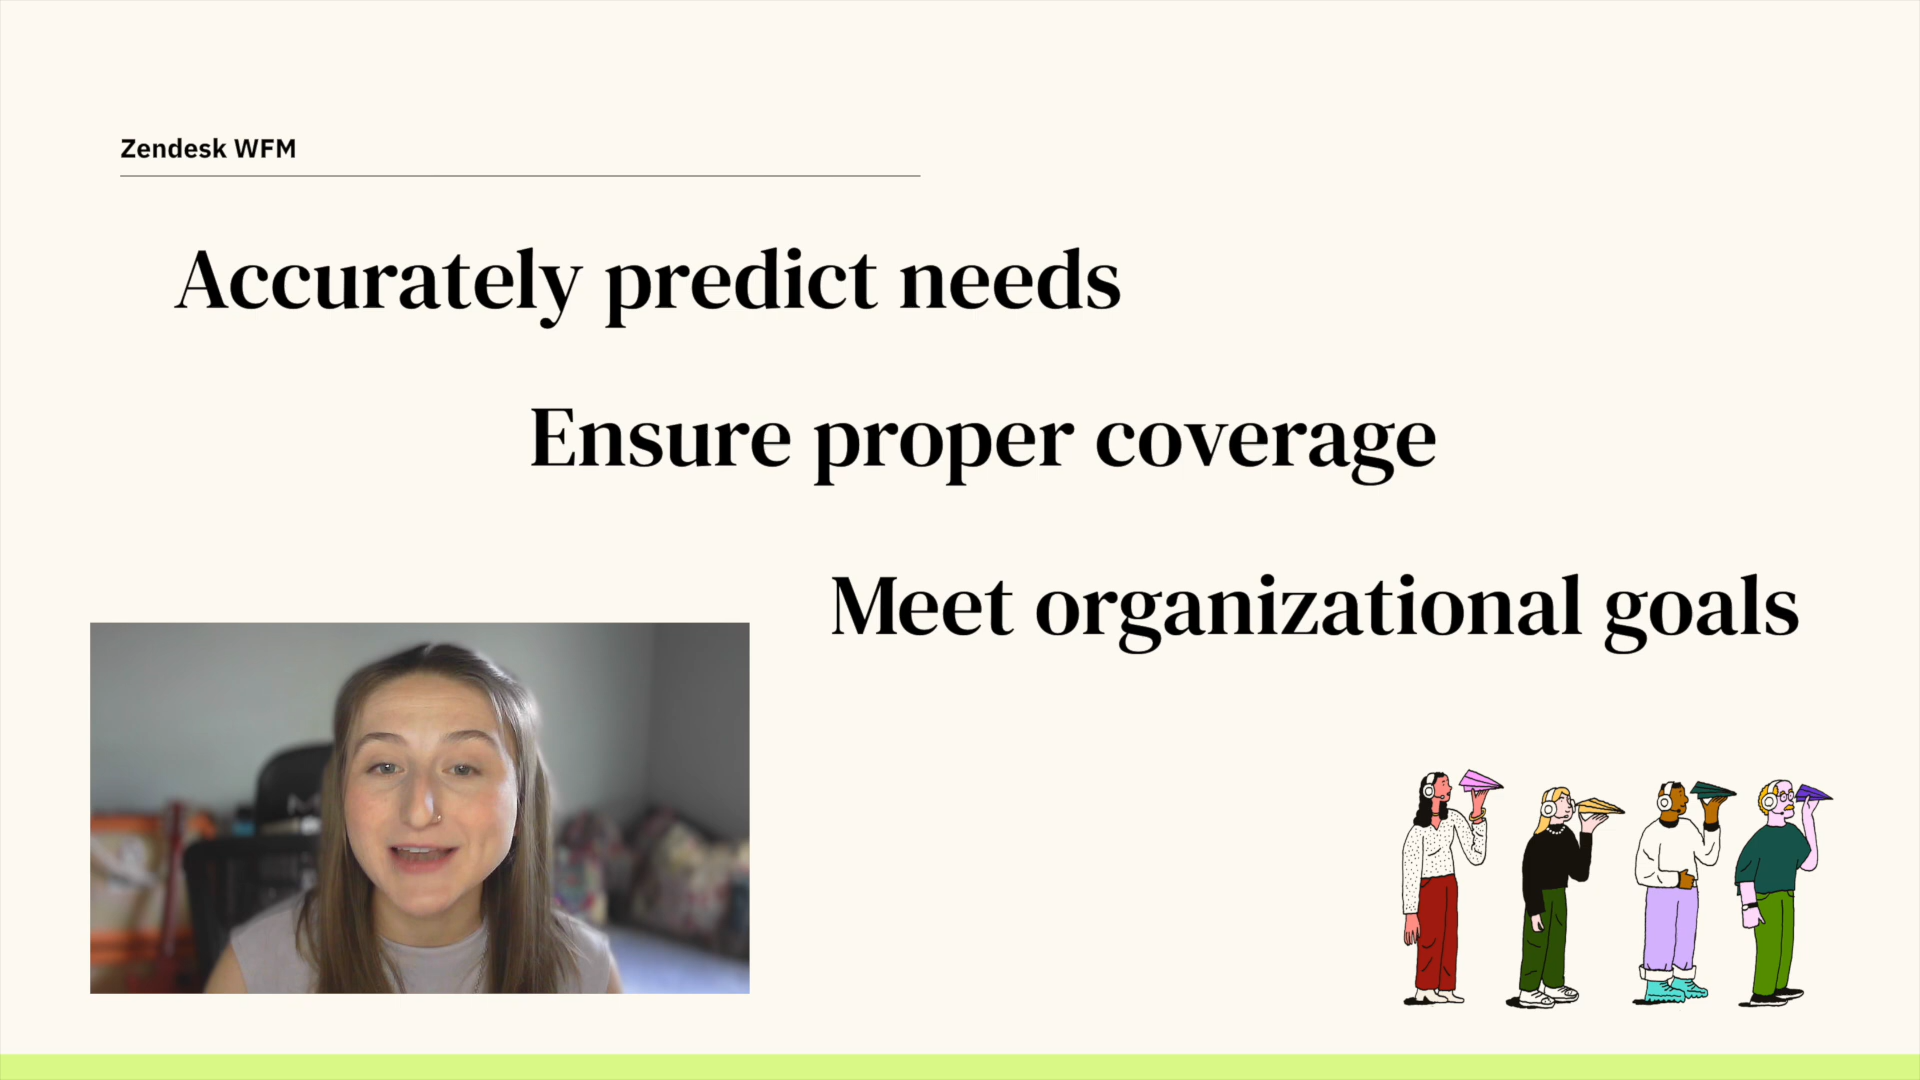 Zendesk WFM
Accurately predict needs
Ensure proper coverage
Meet organizational goals